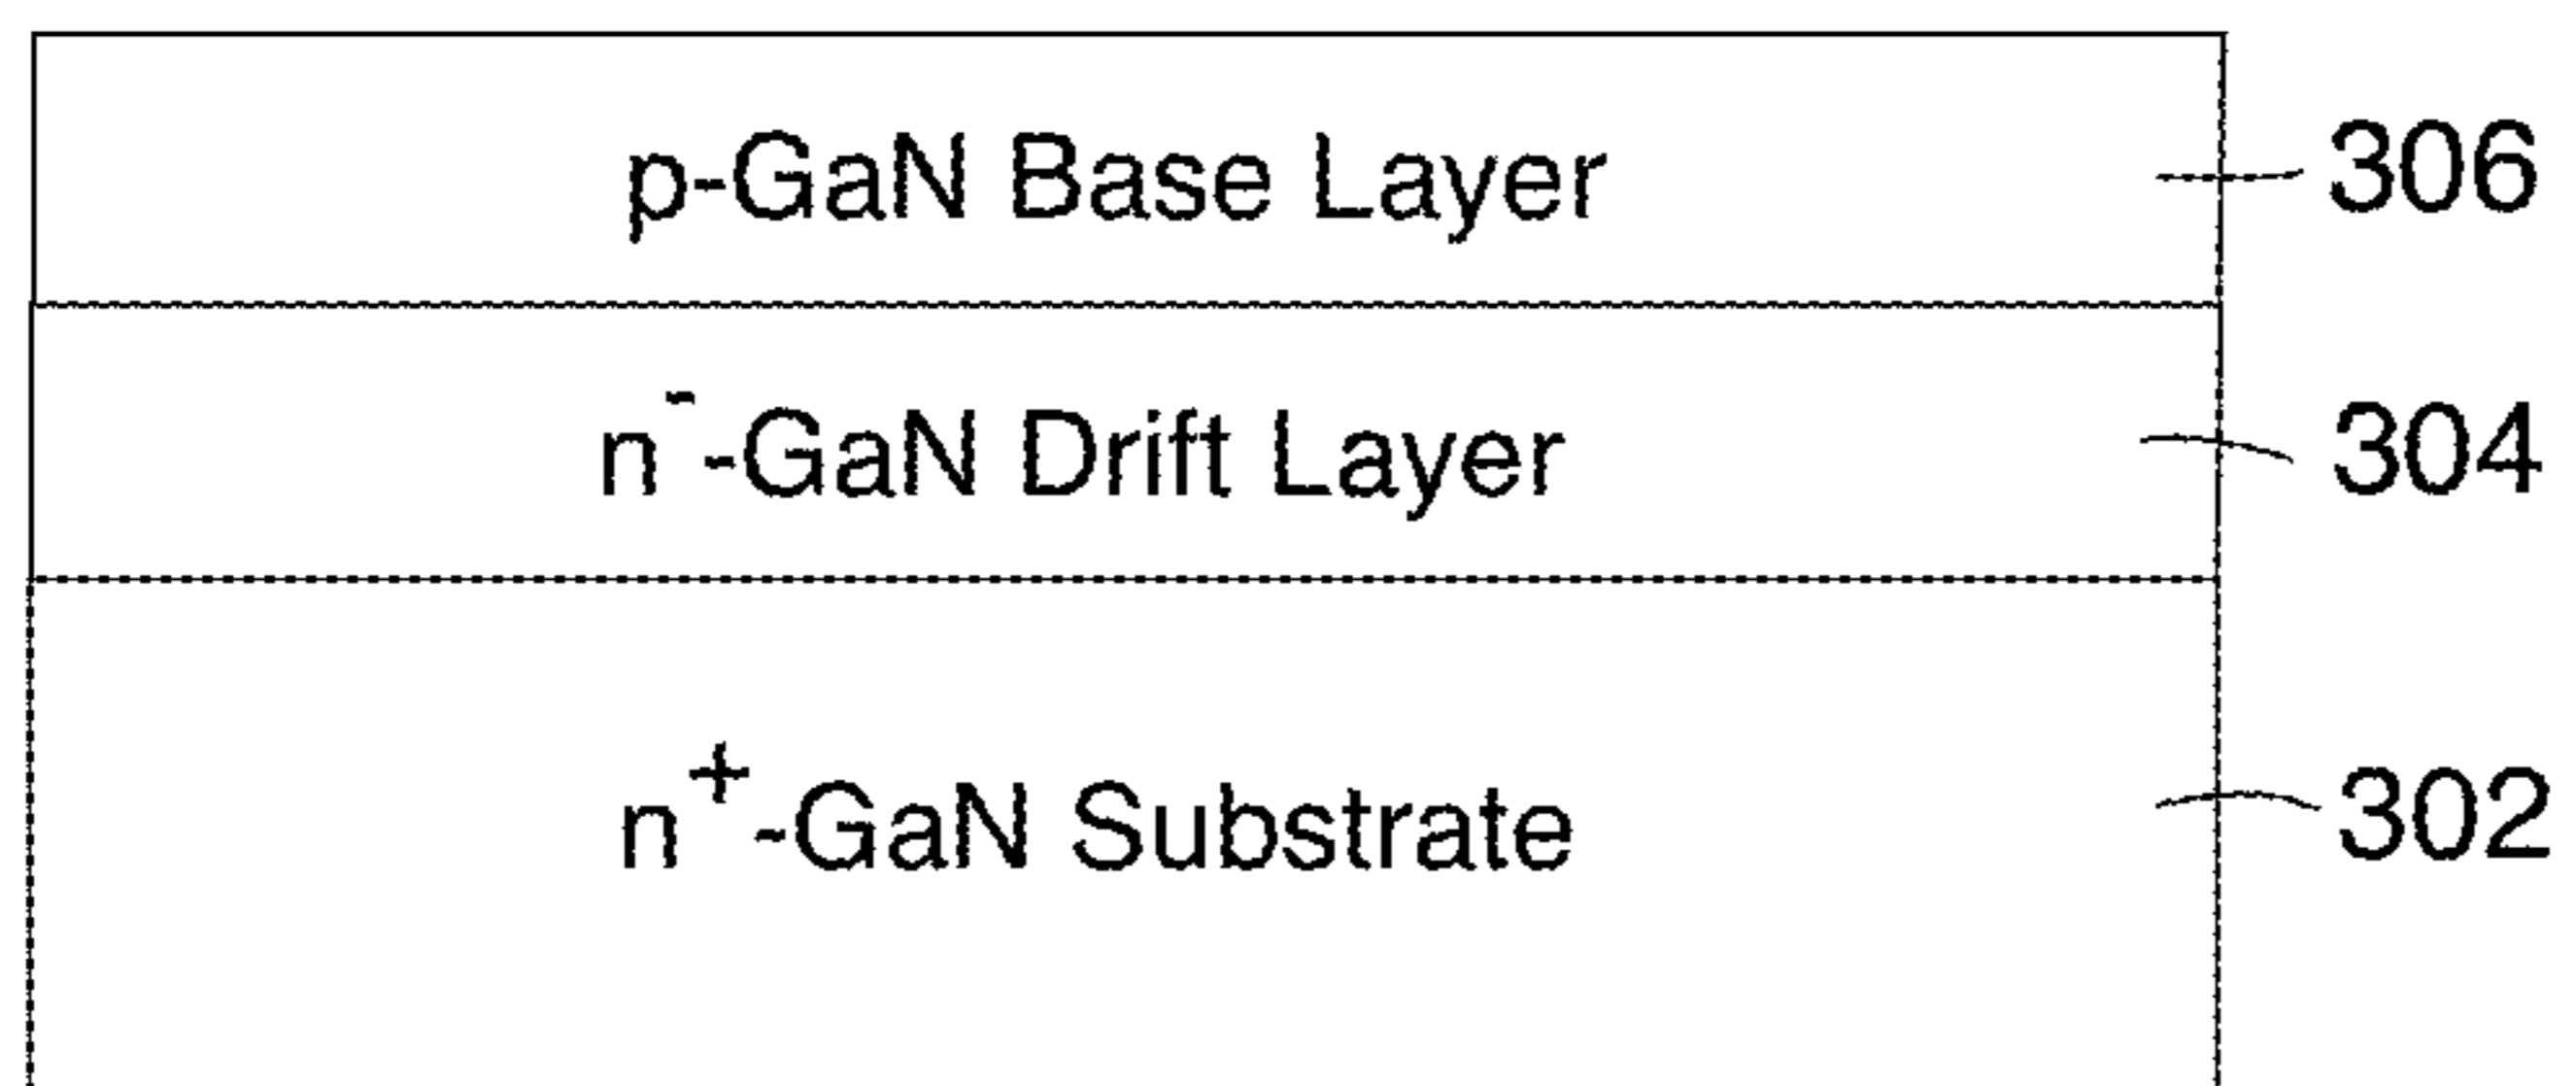 p-GaN Base Layer 306
n⁻-GaN Drift Layer 304
n⁺-GaN Substrate 302